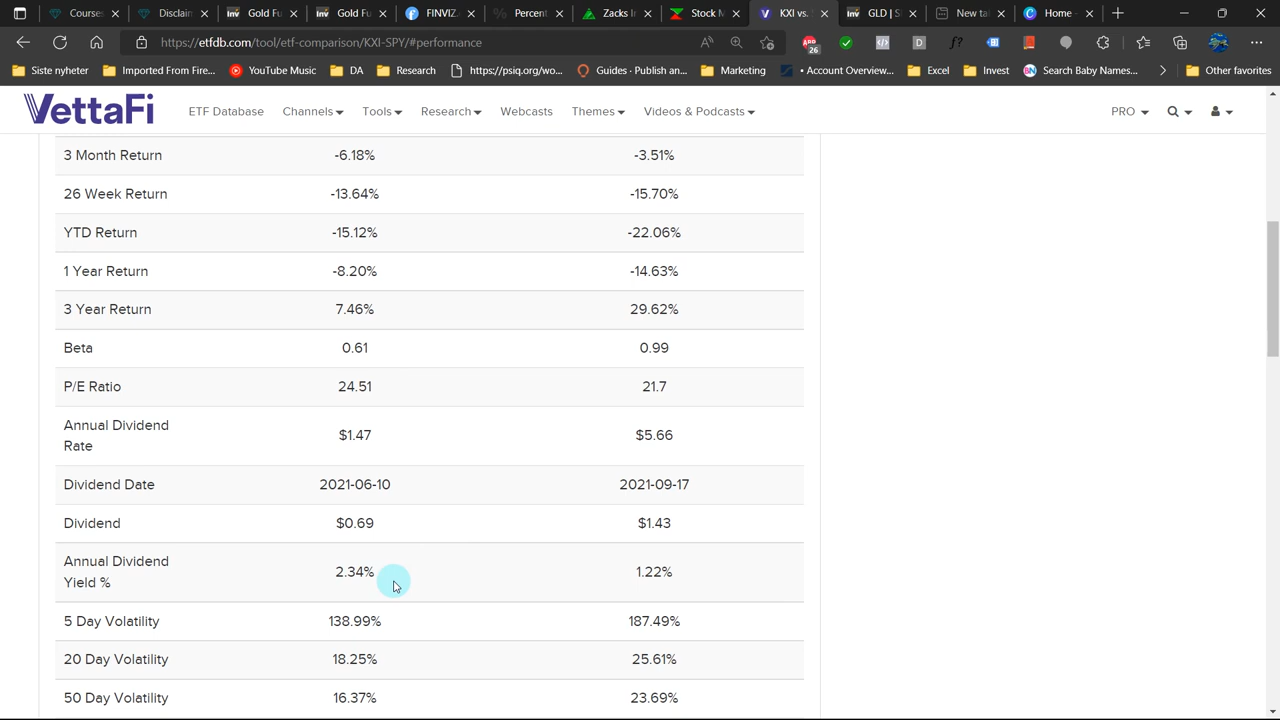 Courses
Disclaim
Gold Fu
Gold Fu
FINVIZ
Percent
Zacks In
Stock M
KXI vs.
GLD | S
New tab
Home -
https://etfdb.com/tool/etf-comparison/KXI-SPY/#performance
26
Siste nyheter
Imported From Fire...
YouTube Music
DA
Research
https://pbq.org/wo...
Guides · Publish an...
Marketing
• Account Overview...
Excel
Invest
Search Baby Names...
Other favorites
VettaFi
ETF Database
Channels
Tools
Research
Webcasts
Themes
Videos & Podcasts
PRO
3 Month Return -6.18% -3.51%
26 Week Return -13.64% -15.70%
YTD Return -15.12% -22.06%
1 Year Return -8.20% -14.63%
3 Year Return 7.46% 29.62%
Beta 0.61 0.99
P/E Ratio 24.51 21.7
Annual Dividend
Rate $1.47 $5.66
Dividend Date 2021-06-10 2021-09-17
Dividend $0.69 $1.43
Annual Dividend
Yield % 2.34% 1.22%
5 Day Volatility 138.99% 187.49%
20 Day Volatility 18.25% 25.61%
50 Day Volatility 16.37% 23.69%